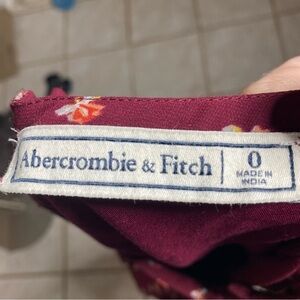 Abercrombie & Fitch
0
MADE IN
INDIA